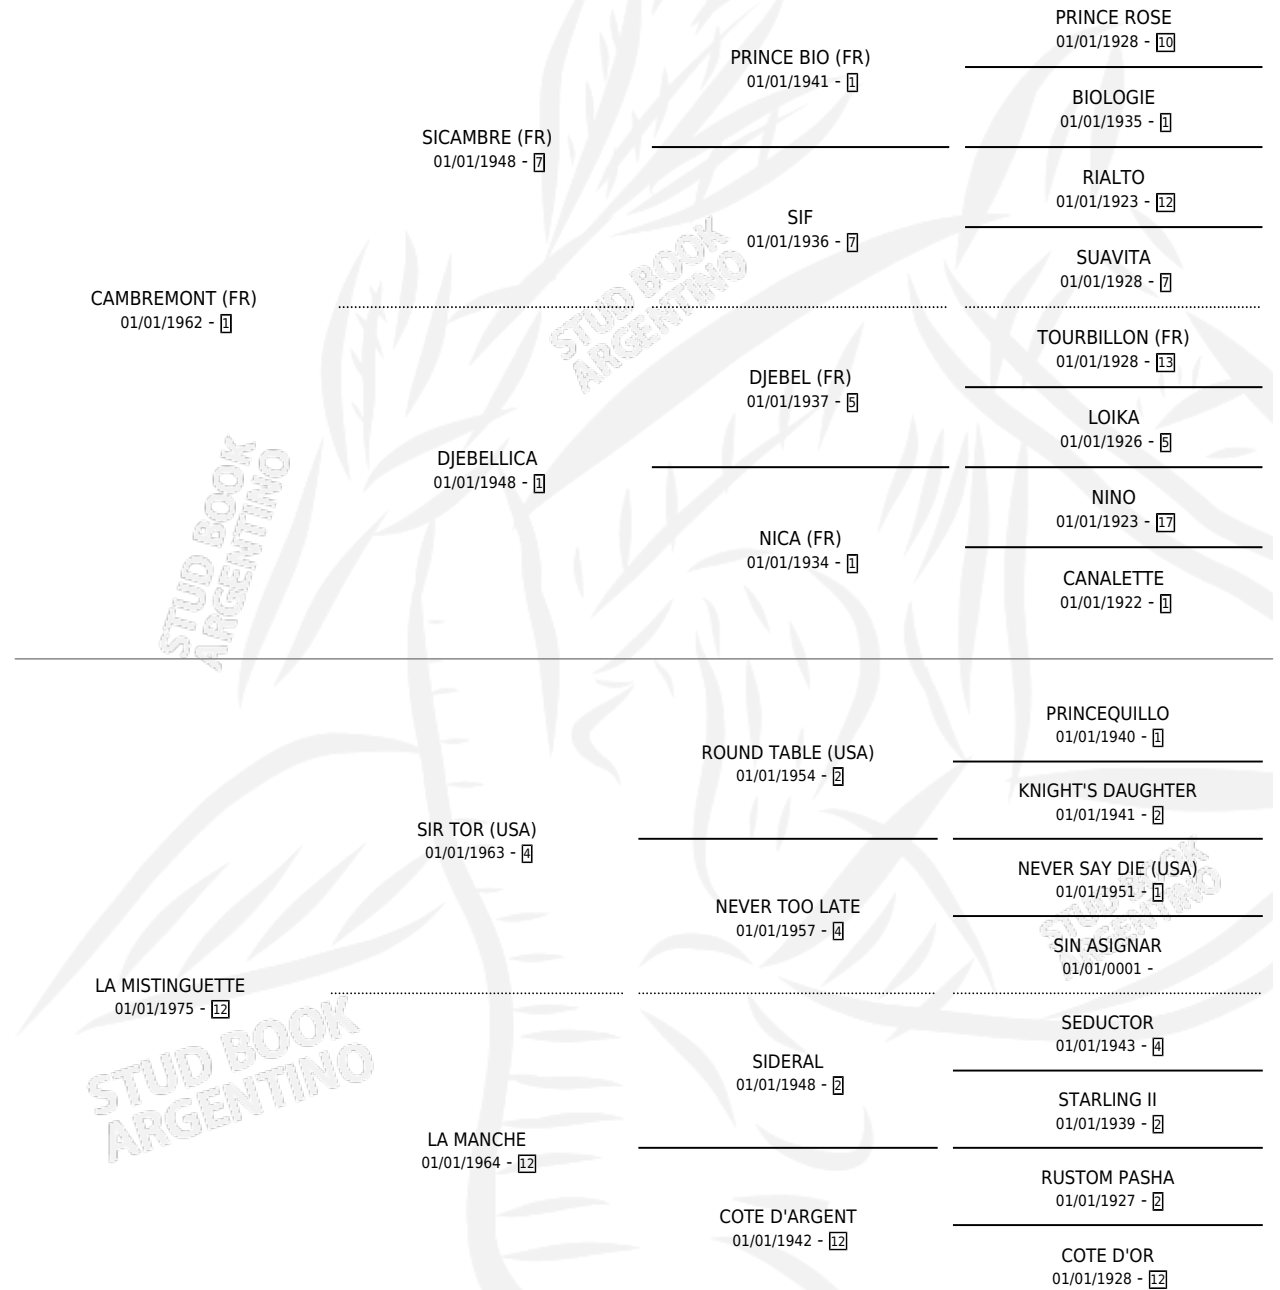 PRINCE ROSE
01/01/1928 - 10
PRINCE BIO (FR)
01/01/1941 - 1
BIOLOGIE
01/01/1935 - 1
SICAMBRE (FR)
01/01/1948 - 7
RIALTO
01/01/1923 - 12
SIF
01/01/1936 - 7
SUAVITA
01/01/1928 - 7
CAMBREMONT (FR)
01/01/1962 - 1
TOURBILLON (FR)
01/01/1928 - 13
DJEBEL (FR)
01/01/1937 - 5
LOIKA
01/01/1926 - 5
DJEBELLICA
01/01/1948 - 1
NINO
01/01/1923 - 17
NICA (FR)
01/01/1934 - 1
CANALETTE
01/01/1922 - 1
PRINCEQUILLO
01/01/1940 - 1
ROUND TABLE (USA)
01/01/1954 - 2
KNIGHT'S DAUGHTER
01/01/1941 - 2
SIR TOR (USA)
01/01/1963 - 4
NEVER SAY DIE (USA)
01/01/1951 - 1
NEVER TOO LATE
01/01/1957 - 4
SIN ASIGNAR
01/01/0001 -
LA MISTINGUETTE
01/01/1975 - 12
SEDUCTOR
01/01/1943 - 4
SIDERAL
01/01/1948 - 2
STARLING II
01/01/1939 - 2
LA MANCHE
01/01/1964 - 12
RUSTOM PASHA
01/01/1927 - 2
COTE D'ARGENT
01/01/1942 - 12
COTE D'OR
01/01/1928 - 12
STUD BOOK
ARGENTINO
STUD BOOK
ARGENTINO
STUD BOOK
ARGENTINO
STUD BOOK
ARGENTINO